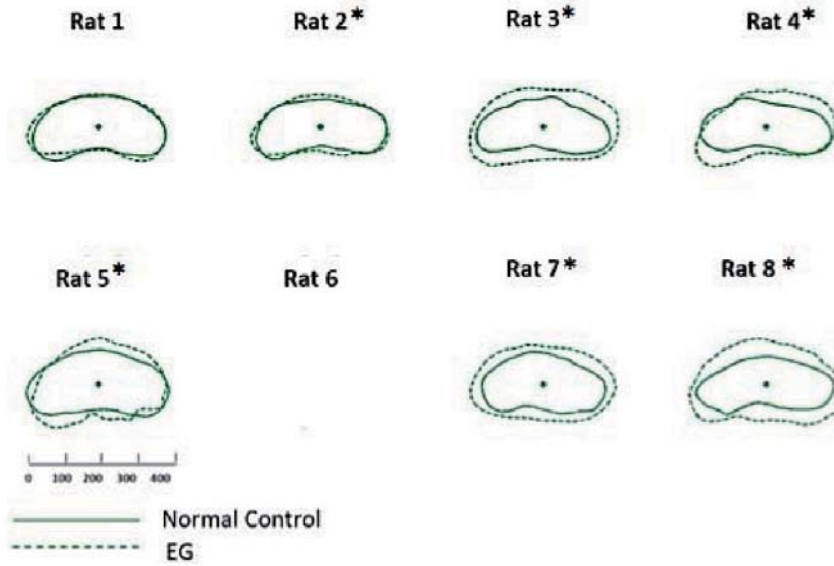 Rat 1 Rat 2* Rat 3* Rat 4*
Rat 5* Rat 6 Rat 7* Rat 8*
0 100 200 300 400
Normal Control
EG